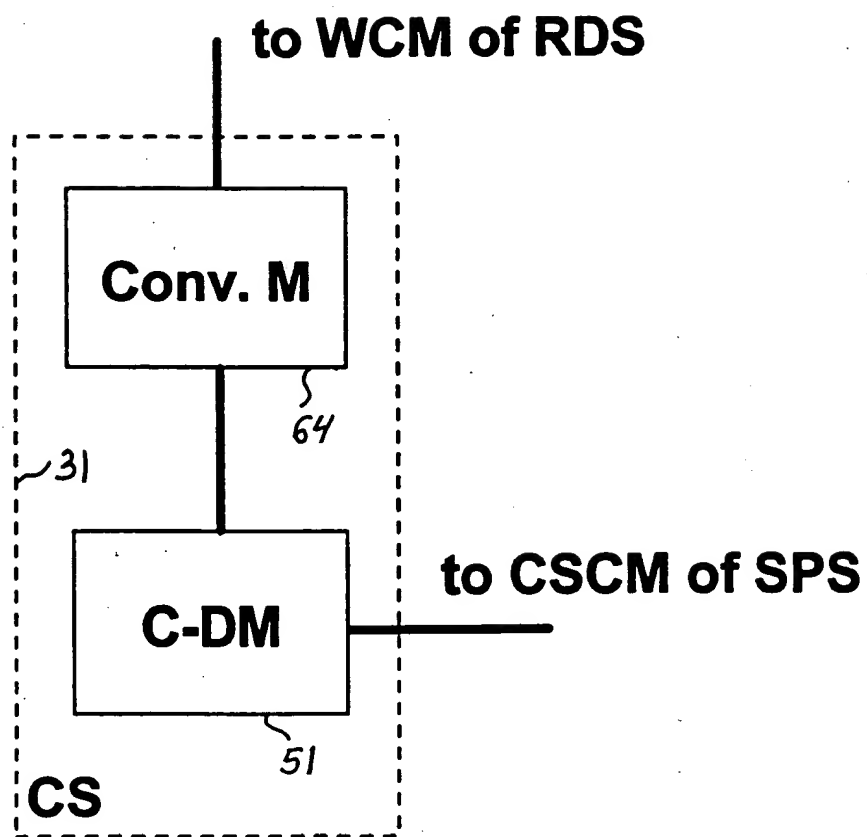 to WCM of RDS
Conv. M
64
31
to CSCM of SPS
C-DM
51
CS